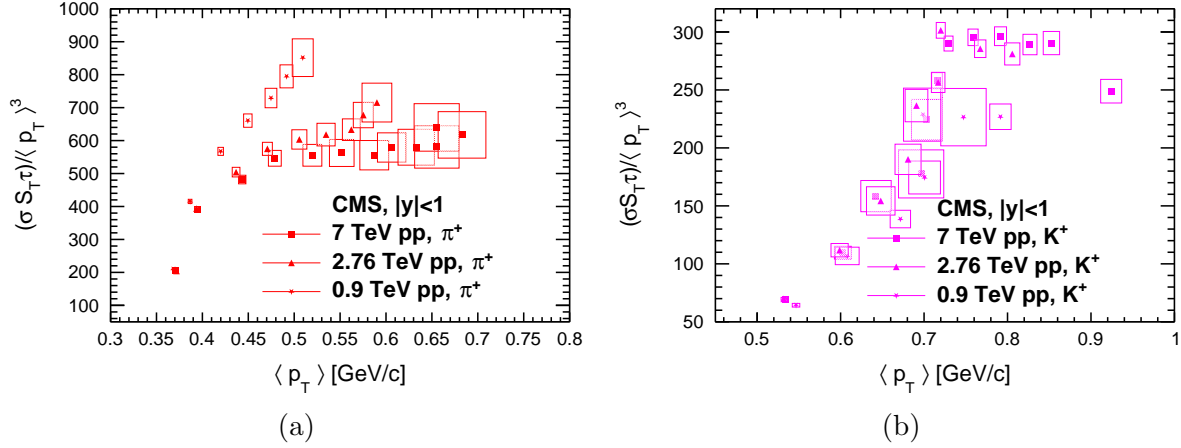 (σ S_T τ)/⟨ p_T ⟩³
1000
900
800
700
600
500
400
300
200
100
CMS, |y|<1
7 TeV pp, π⁺
2.76 TeV pp, π⁺
0.9 TeV pp, π⁺
0.3 0.35 0.4 0.45 0.5 0.55 0.6 0.65 0.7 0.75 0.8
⟨ p_T ⟩ [GeV/c]
(a)
(σS_T τ)/⟨ p_T ⟩³
300
250
200
150
100
50
CMS, |y|<1
7 TeV pp, K⁺
2.76 TeV pp, K⁺
0.9 TeV pp, K⁺
0.5 0.6 0.7 0.8 0.9 1
⟨ p_T ⟩ [GeV/c]
(b)